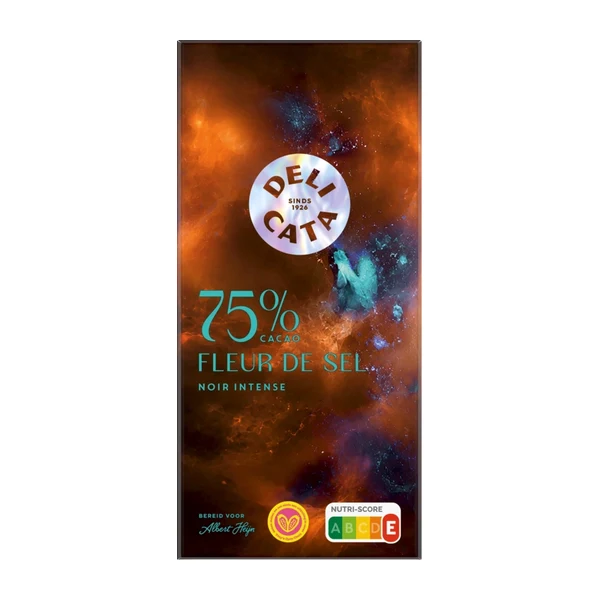 DELI
SINDS
1926
CATA
75%
CACAO
FLEUR DE SEL
NOIR INTENSE
BEREID VOOR
Albert Heijn
NUTRI-SCORE
A B C D E